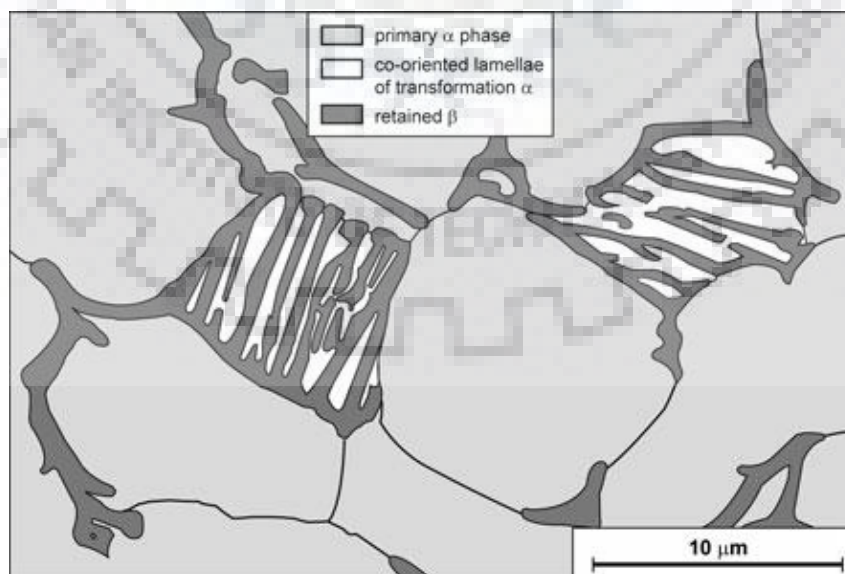 primary α phase
co-oriented lamellae
of transformation α
retained β
10 μm